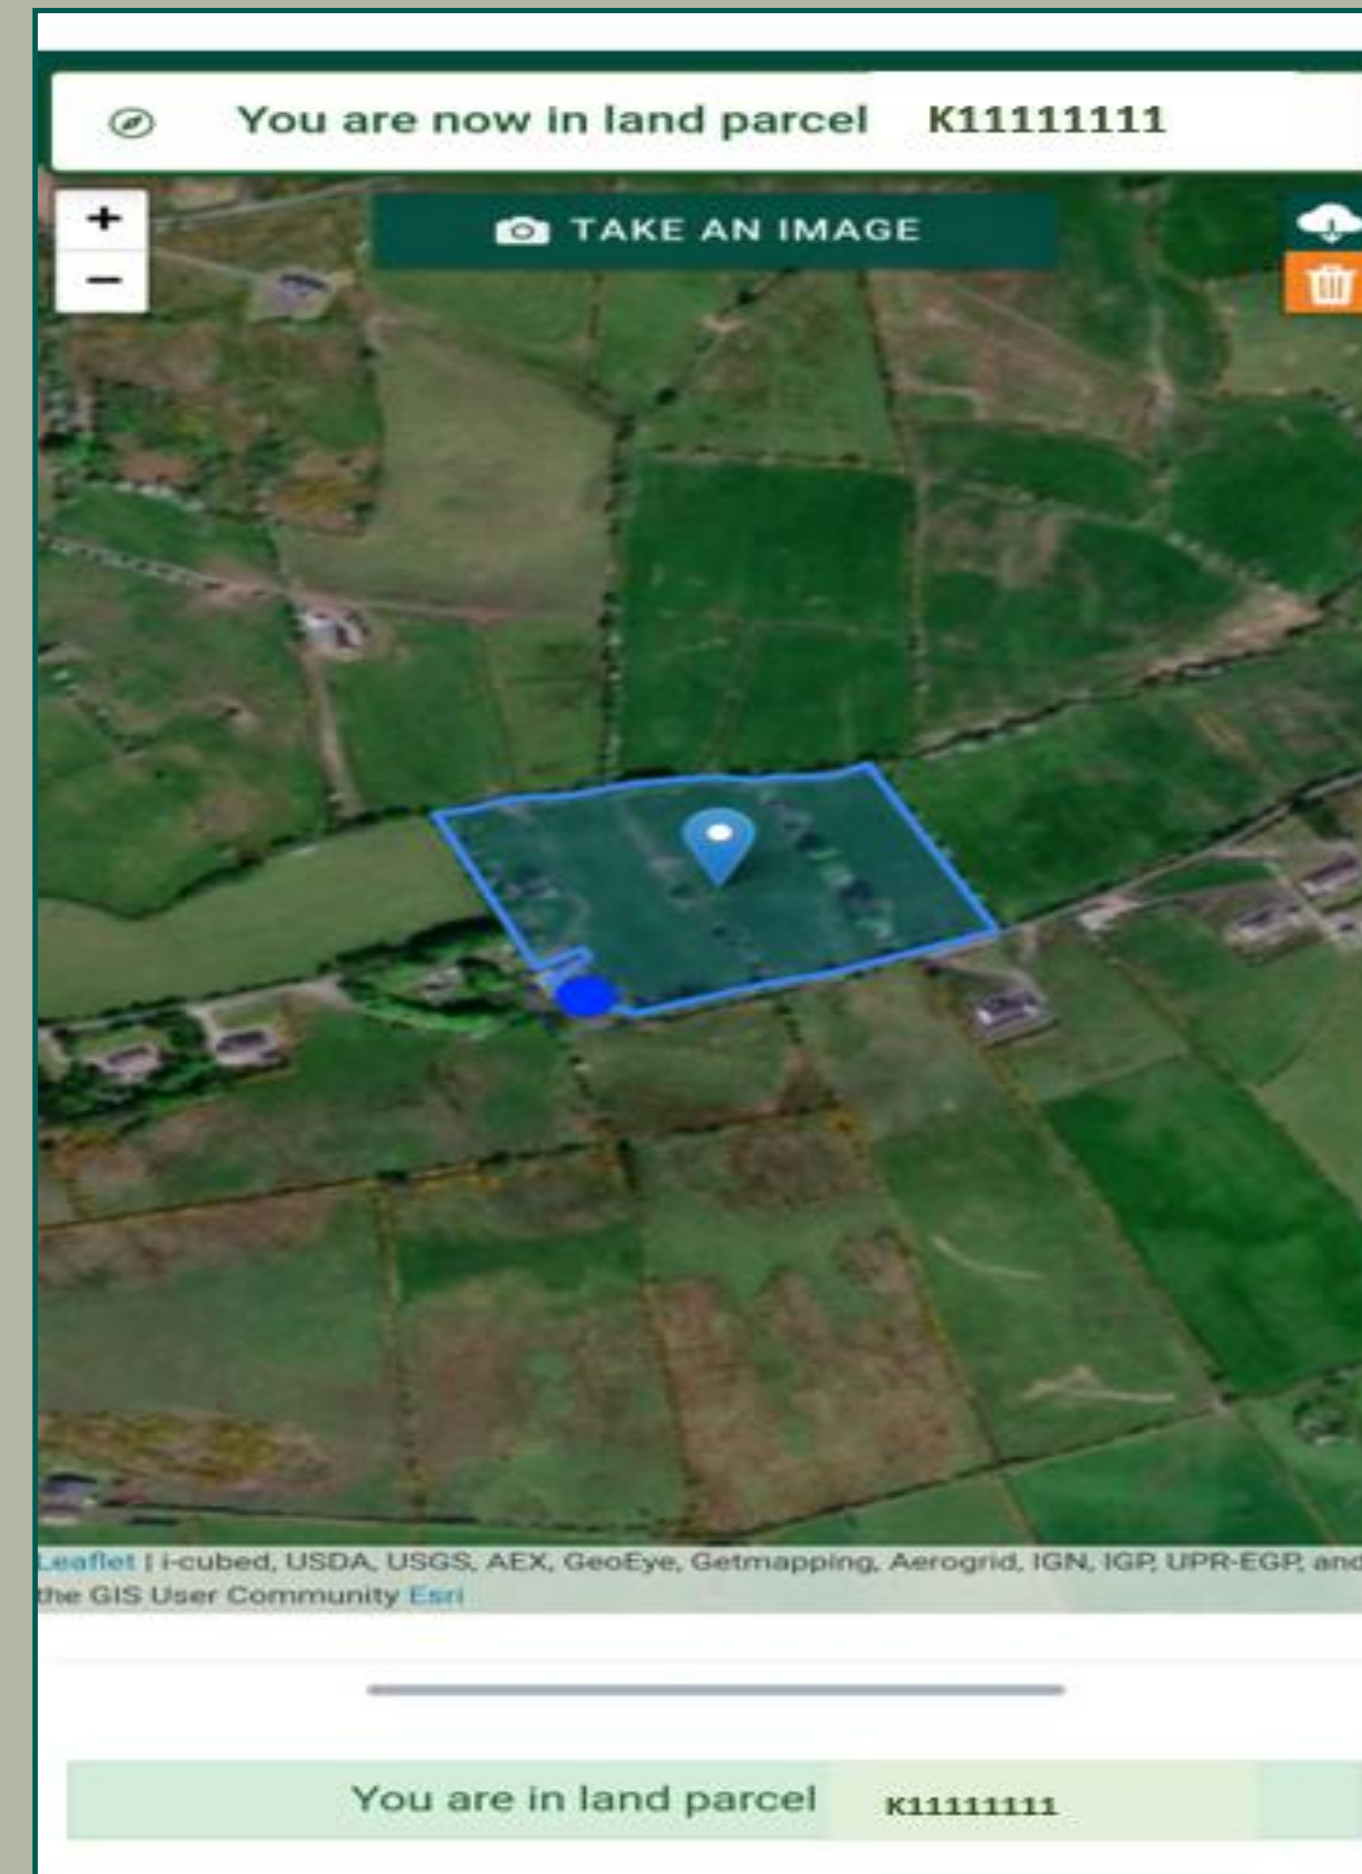 You are now in land parcel K11111111
+
TAKE AN IMAGE
−
Leaflet | i-cubed, USDA, USGS, AEX, GeoEye, Getmapping, Aerogrid, IGN, IGP, UPR-EGP, and
the GIS User Community Esri
You are in land parcel K11111111